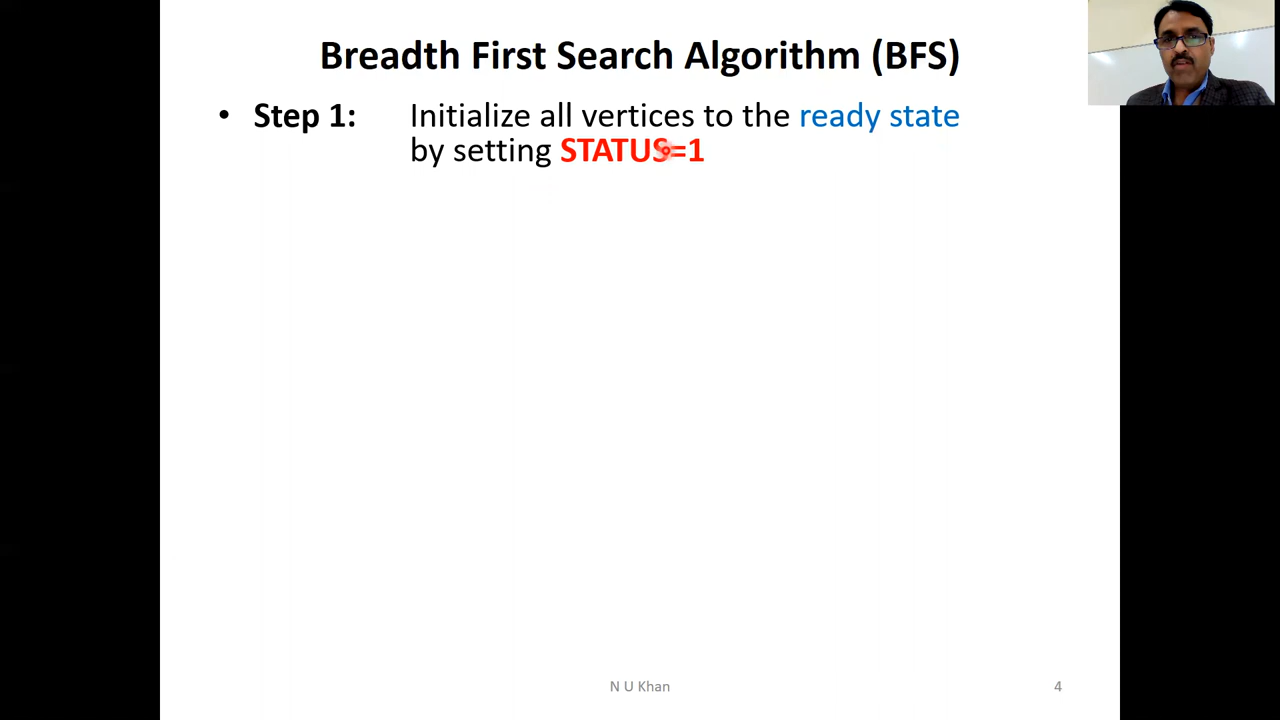 Breadth First Search Algorithm (BFS)
• Step 1: Initialize all vertices to the ready state
by setting STATUS=1
N U Khan 4